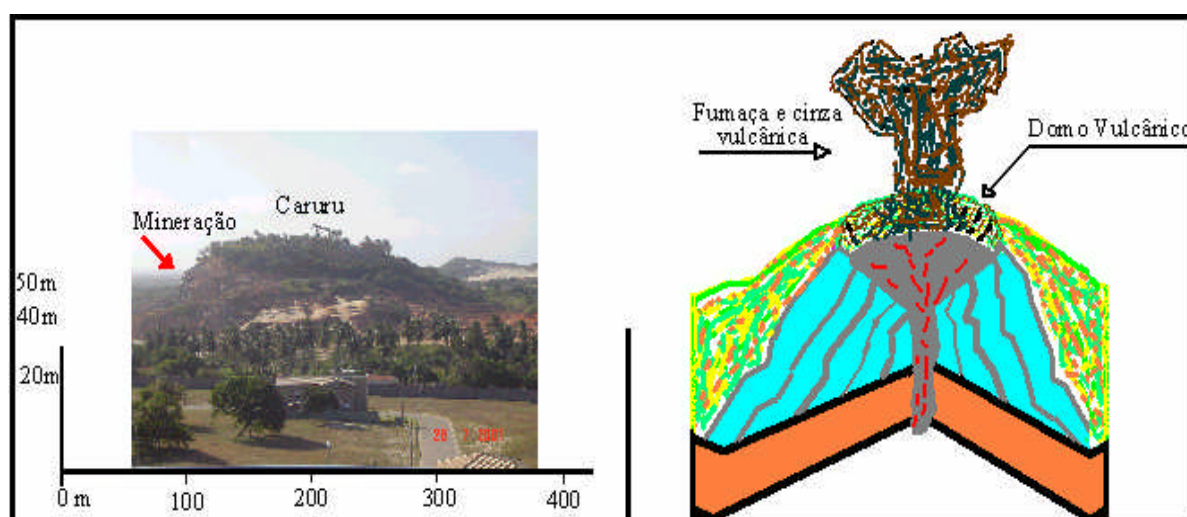 Mineração
Caruru
50m
40m
20m
0 m
100
200
300
400
Fumaça e cinza
vulcânica
Domo Vulcânico